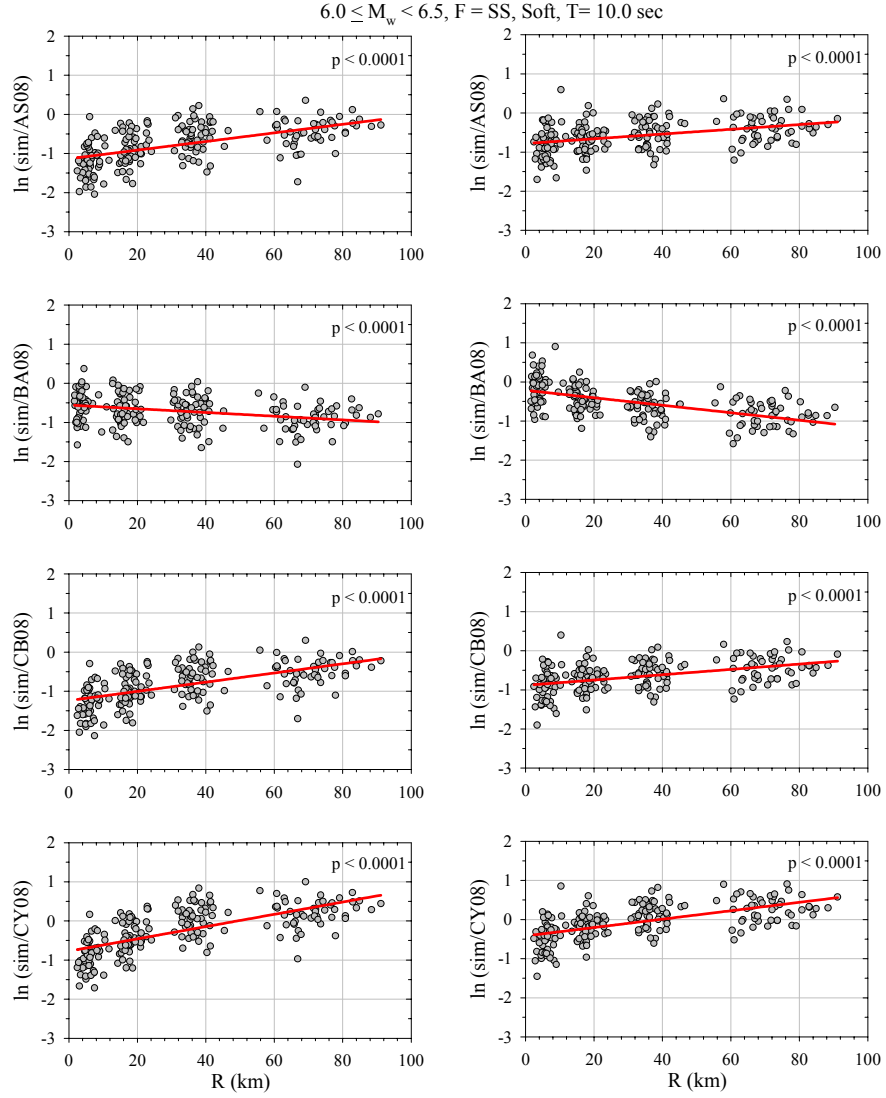 6.0 ≤ Mw < 6.5, F = SS, Soft, T= 10.0 sec
ln (sim/AS08)
2
1
0
-1
-2
-3
p < 0.0001
0 20 40 60 80 100
ln (sim/AS08)
2
1
0
-1
-2
-3
p < 0.0001
0 20 40 60 80 100
ln (sim/BA08)
2
1
0
-1
-2
-3
p < 0.0001
0 20 40 60 80 100
ln (sim/BA08)
2
1
0
-1
-2
-3
p < 0.0001
0 20 40 60 80 100
ln (sim/CB08)
2
1
0
-1
-2
-3
p < 0.0001
0 20 40 60 80 100
ln (sim/CB08)
2
1
0
-1
-2
-3
p < 0.0001
0 20 40 60 80 100
ln (sim/CY08)
2
1
0
-1
-2
-3
p < 0.0001
0 20 40 60 80 100
R (km)
ln (sim/CY08)
2
1
0
-1
-2
-3
p < 0.0001
0 20 40 60 80 100
R (km)